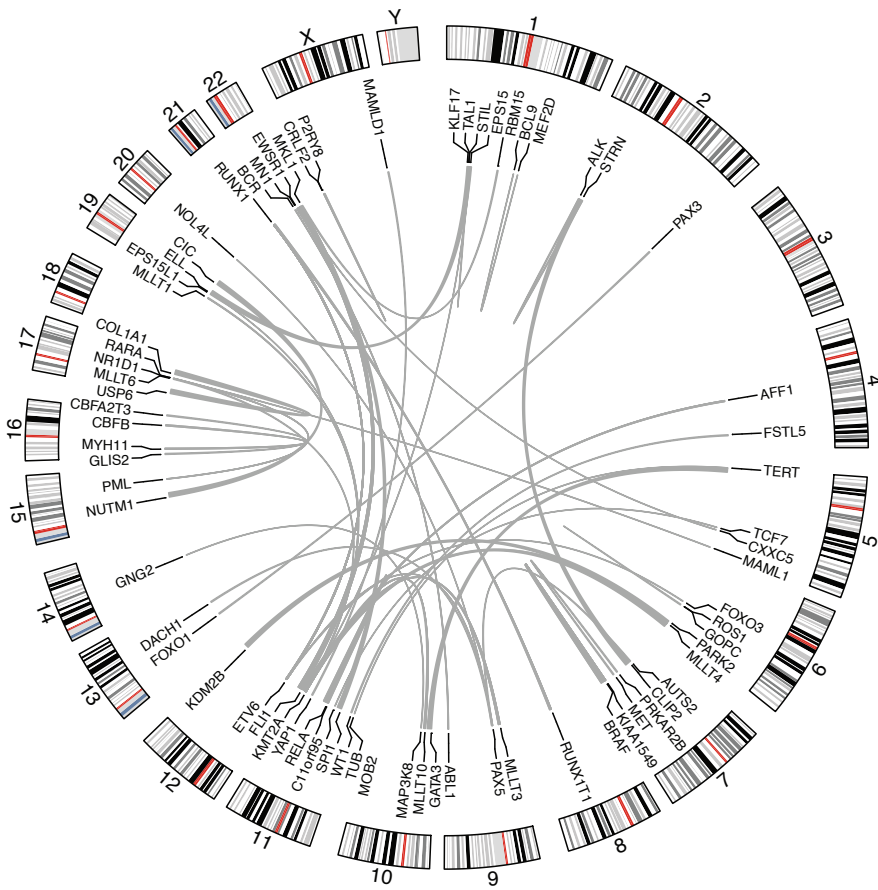 1
2
3
4
5
6
7
8
9
10
11
12
13
14
15
16
17
18
19
20
21
22
X
Y
KLF17
TAL1
STIL
EPS15
RBM15
BCL9
MEF2D
ALK
STRN
PAX3
AFF1
FSTL5
TERT
TCF7
CXXC5
MAML1
FOXO3
ROS1
GOPC
PARK2
MLLT4
AUTS2
CLIP2
PRKAR2B
MET
KIAA1549
BRAF
RUNX1T1
MLLT3
PAX5
ABL1
GATA3
MLLT10
MAP3K8
MOB2
TUB
WT1
SPI1
C11orf95
RELA
YAP1
KMT2A
FLI1
ETV6
KDM2B
FOXO1
DACH1
GNG2
NUTM1
PML
GLIS2
MYH11
CBFB
CBFA2T3
USP6
MLLT6
NR1D1
RARA
COL1A1
MLLT1
EPS15L1
ELL
CIC
NOL4L
RUNX1
BCR
MN1
EWSR1
MKL1
CRLF2
P2RY8
MAMLD1